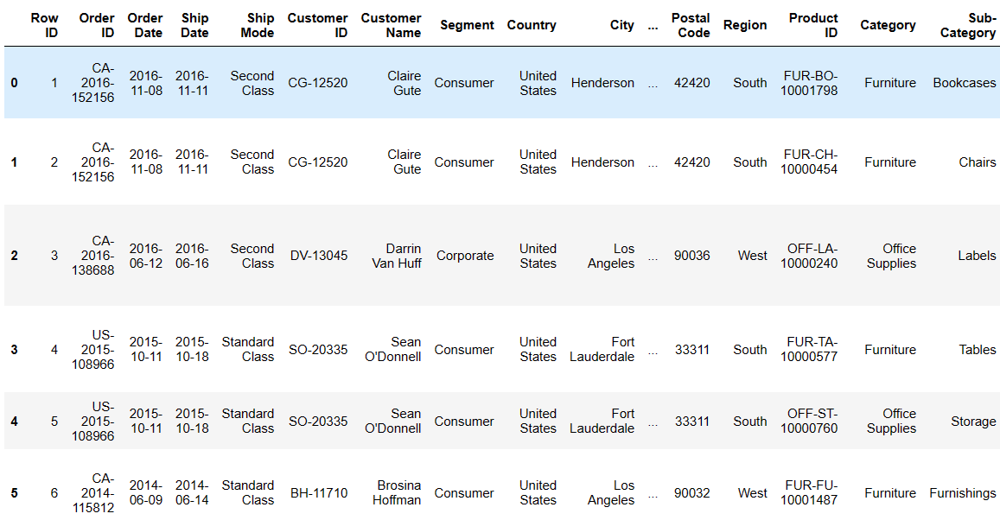 Row ID Order ID Order Date Ship Date Ship Mode Customer ID Customer Name Segment Country City ... Postal Code Region Product ID Category Sub-Category
0 1 CA-2016-152156 2016-11-08 2016-11-11 Second Class CG-12520 Claire Gute Consumer United States Henderson ... 42420 South FUR-BO-10001798 Furniture Bookcases
1 2 CA-2016-152156 2016-11-08 2016-11-11 Second Class CG-12520 Claire Gute Consumer United States Henderson ... 42420 South FUR-CH-10000454 Furniture Chairs
2 3 CA-2016-138688 2016-06-12 2016-06-16 Second Class DV-13045 Darrin Van Huff Corporate United States Los Angeles ... 90036 West OFF-LA-10000240 Office Supplies Labels
3 4 US-2015-108966 2015-10-11 2015-10-18 Standard Class SO-20335 Sean O'Donnell Consumer United States Fort Lauderdale ... 33311 South FUR-TA-10000577 Furniture Tables
4 5 US-2015-108966 2015-10-11 2015-10-18 Standard Class SO-20335 Sean O'Donnell Consumer United States Fort Lauderdale ... 33311 South OFF-ST-10000760 Office Supplies Storage
5 6 CA-2014-115812 2014-06-09 2014-06-14 Standard Class BH-11710 Brosina Hoffman Consumer United States Los Angeles ... 90032 West FUR-FU-10001487 Furniture Furnishings